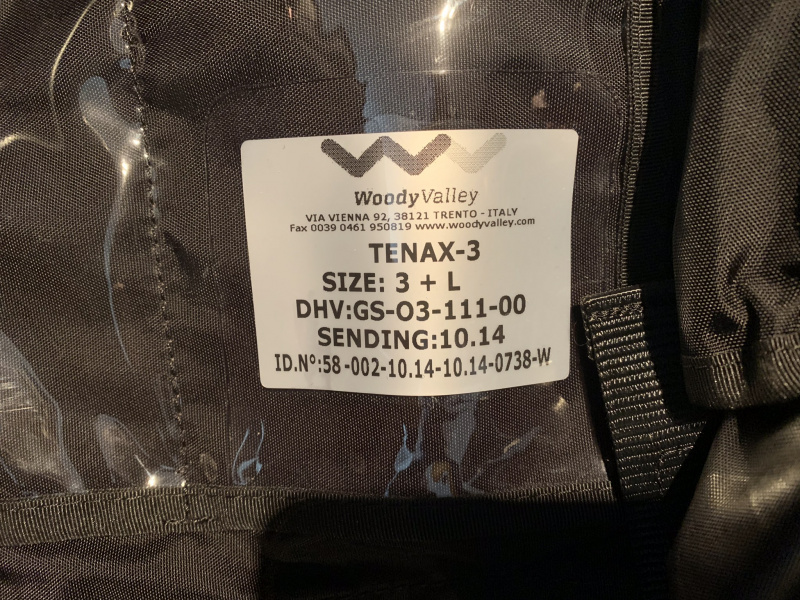 WoodyValley
VIA VIENNA 92, 38121 TRENTO - ITALY
Fax 0039 0461 950819 www.woodyvalley.com
TENAX-3
SIZE: 3 + L
DHV:GS-O3-111-00
SENDING:10.14
ID.N°:58-002-10.14-10.14-0738-W